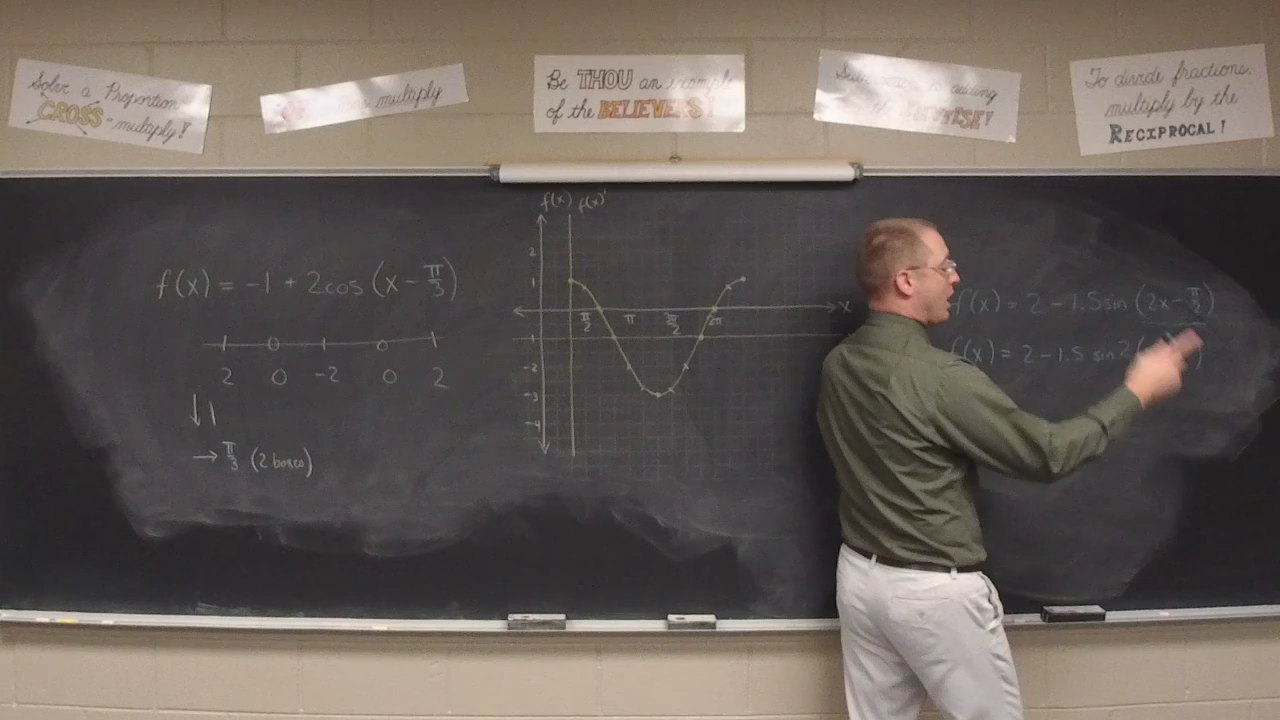 Solve a Proportion
CROSS-multiply!
multiply
Be THOU an example
of the BELIEVERS!
To divide fractions,
multiply by the
RECIPROCAL!
f(x) = -1 + 2cos (x - π/3)
2 0 -2 0 2
↓ 1
→ π/3 (2 boxes)
f(x) f(x)'
2
1
x
π/2 π 3π/2 2π
-1
-2
-3
-4
f(x) = 2 - 1.5 sin (2x - π/2)
f(x) = 2 - 1.5 sin 2(